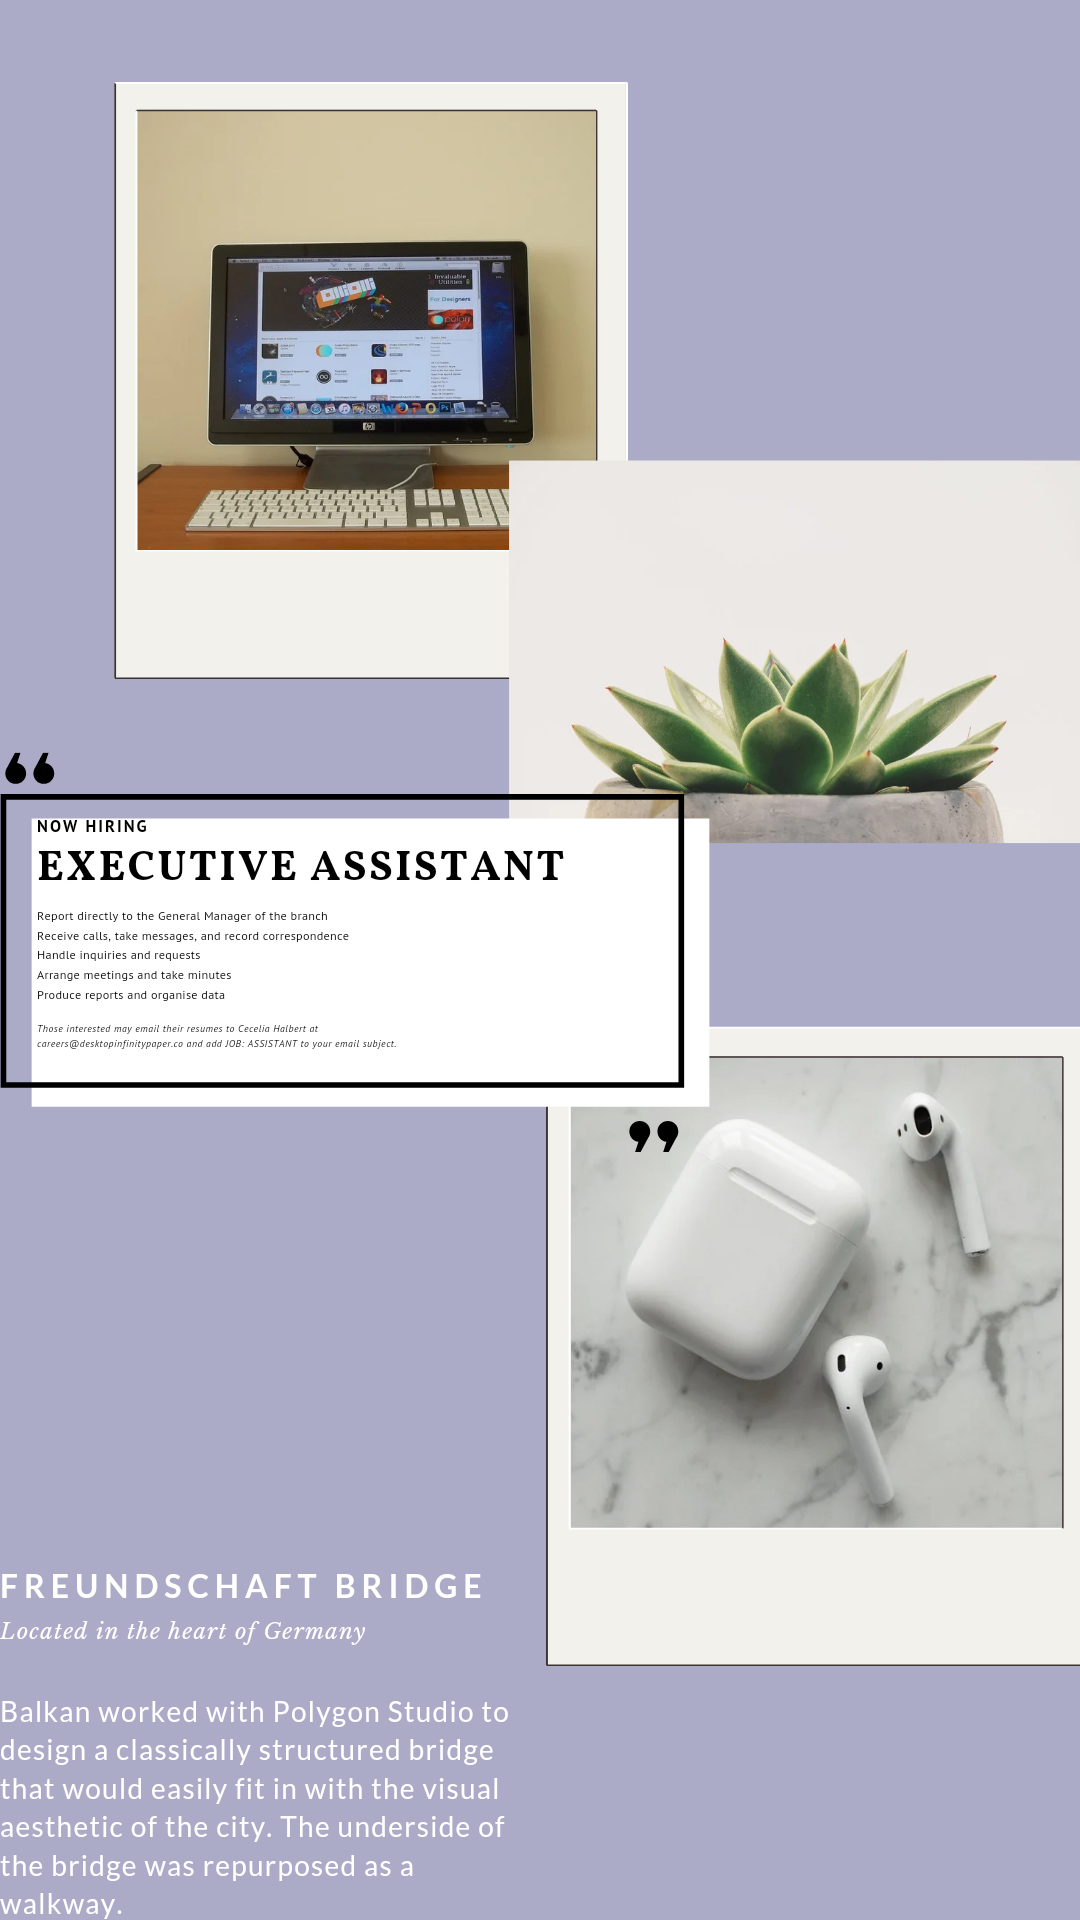 Invaluable
Utilities
For Designers
NOW HIRING
EXECUTIVE ASSISTANT
Report directly to the General Manager of the branch
Receive calls, take messages, and record correspondence
Handle inquiries and requests
Arrange meetings and take minutes
Produce reports and organise data
Those interested may email their resumes to Cecelia Halbert at
careers@desktopinfinitypaper.co and add JOB: ASSISTANT to your email subject.
FREUNDSCHAFT BRIDGE
Located in the heart of Germany
Balkan worked with Polygon Studio to
design a classically structured bridge
that would easily fit in with the visual
aesthetic of the city. The underside of
the bridge was repurposed as a
walkway.